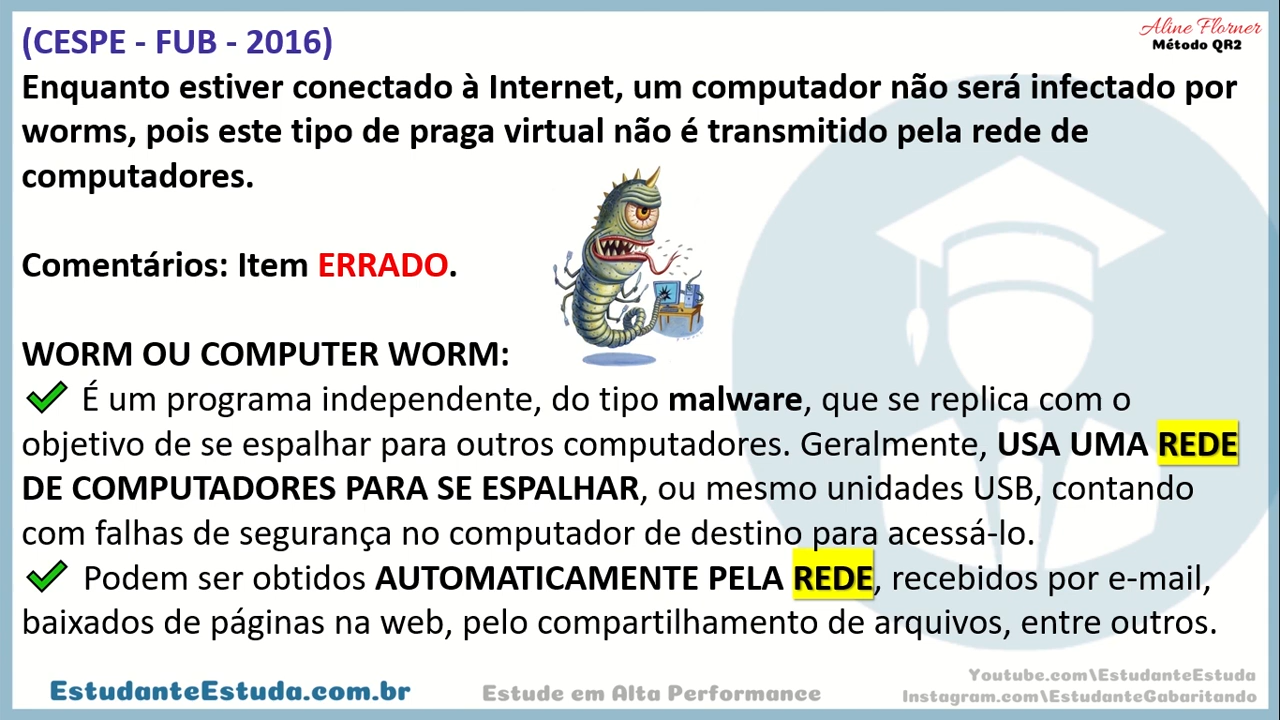 (CESPE - FUB - 2016)
Aline Florner
Método QR2
Enquanto estiver conectado à Internet, um computador não será infectado por
worms, pois este tipo de praga virtual não é transmitido pela rede de
computadores.
Comentários: Item ERRADO.
WORM OU COMPUTER WORM:
É um programa independente, do tipo malware, que se replica com o
objetivo de se espalhar para outros computadores. Geralmente, USA UMA REDE
DE COMPUTADORES PARA SE ESPALHAR, ou mesmo unidades USB, contando
com falhas de segurança no computador de destino para acessá-lo.
Podem ser obtidos AUTOMATICAMENTE PELA REDE, recebidos por e-mail,
baixados de páginas na web, pelo compartilhamento de arquivos, entre outros.
EstudanteEstuda.com.br
Estude em Alta Performance
Youtube.com\EstudanteEstuda
Instagram.com\EstudanteGabaritando